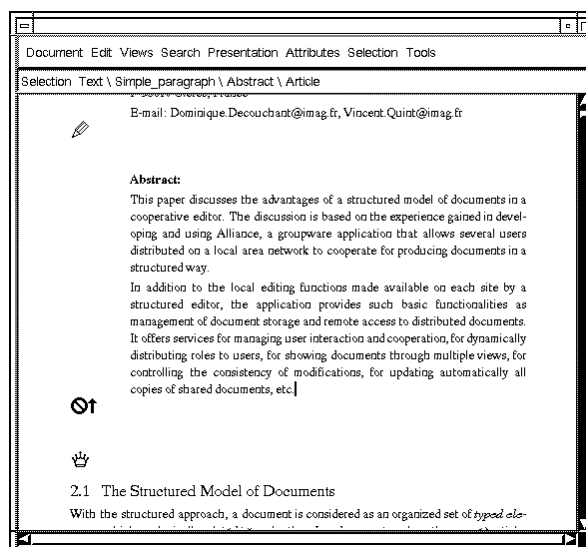 Document Edit Views Search Presentation Attributes Selection Tools
Selection Text \ Simple_paragraph \ Abstract \ Article
E-mail: Dominique.Decouchant@imag.fr, Vincent.Quint@imag.fr
Abstract:
This paper discusses the advantages of a structured model of documents in a
cooperative editor. The discussion is based on the experience gained in devel-
oping and using Alliance, a groupware application that allows several users
distributed on a local area network to cooperate for producing documents in a
structured way.
In addition to the local editing functions made available on each site by a
structured editor, the application provides such basic functionalities as
management of document storage and remote access to distributed documents.
It offers services for managing user interaction and cooperation, for dynamically
distributing roles to users, for showing documents through multiple views, for
controlling the consistency of modifications, for updating automatically all
copies of shared documents, etc.
2.1 The Structured Model of Documents
With the structured approach, a document is considered as an organized set of typed ele-